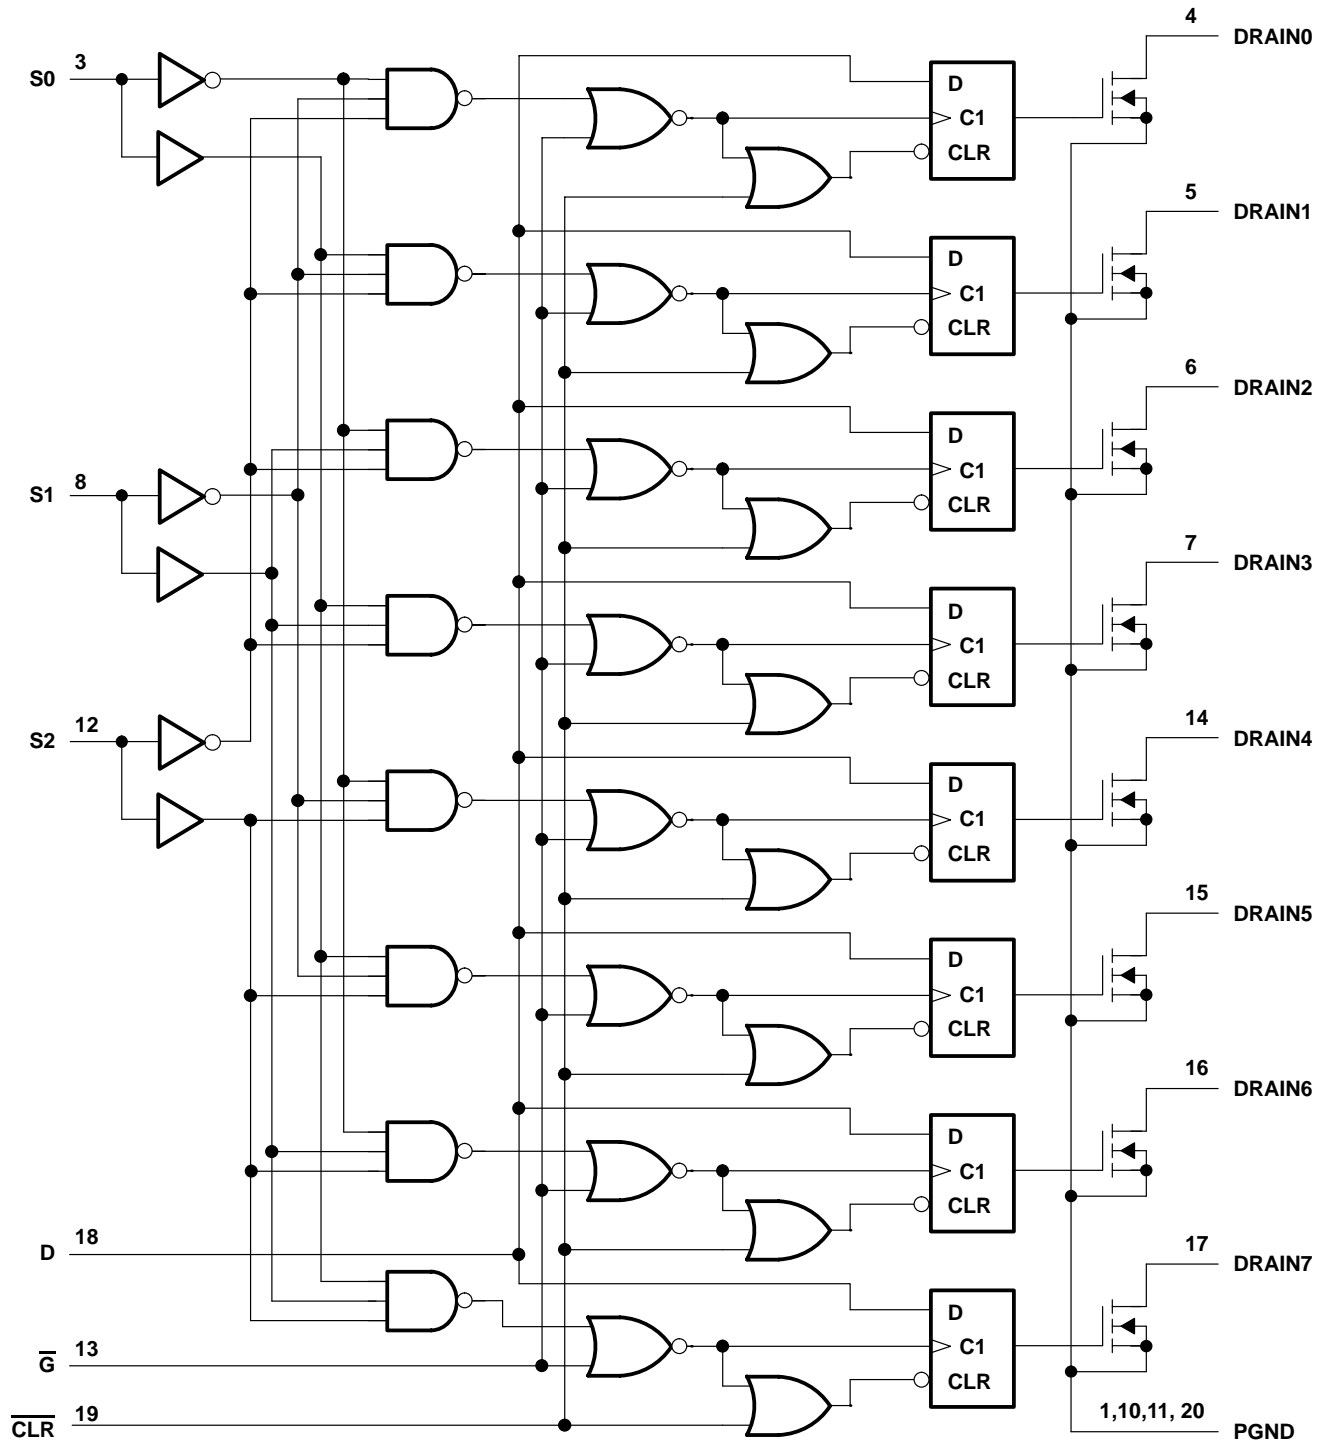 4
DRAIN0
3
S0
D
C1
CLR
5
DRAIN1
D
C1
CLR
6
DRAIN2
D
C1
CLR
8
S1
7
DRAIN3
D
C1
CLR
12
S2
14
DRAIN4
D
C1
CLR
15
DRAIN5
D
C1
CLR
16
DRAIN6
D
C1
CLR
18
D
17
DRAIN7
D
C1
CLR
13
G̅
19
C̅L̅R̅
1,10,11, 20
PGND